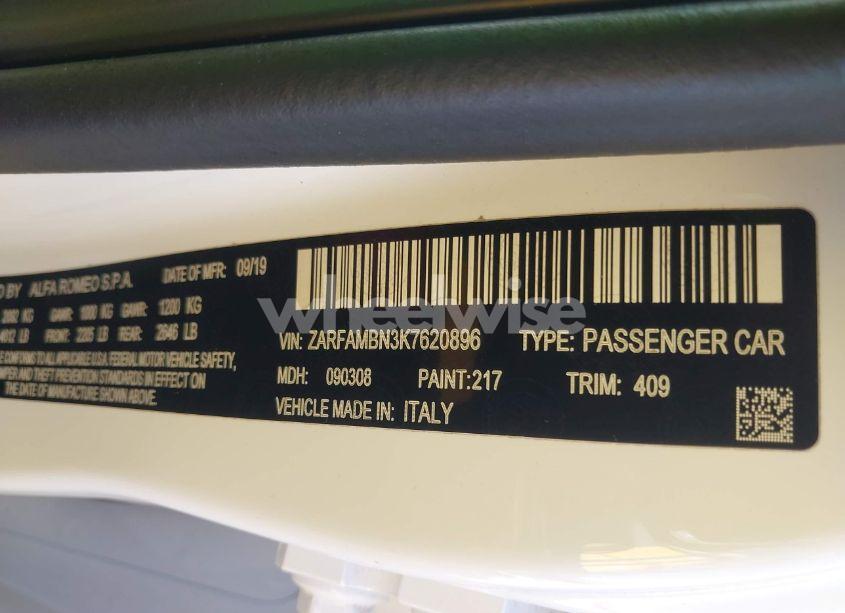 D BY ALFA ROMEO S.P.A. DATE OF MFR: 09/19
KG GAWR: 1000 KG GAWR: 1200 KG
LB FRONT: 2205 LB REAR: 2646 LB
CONFORMS TO ALL APPLICABLE U.S.A. FEDERAL MOTOR VEHICLE SAFETY,
AND THEFT PREVENTION STANDARDS IN EFFECT ON
THE DATE OF MANUFACTURE SHOWN ABOVE.
wheelwise
VIN: ZARFAMBN3K7620896 TYPE: PASSENGER CAR
MDH: 090308 PAINT:217 TRIM: 409
VEHICLE MADE IN: ITALY